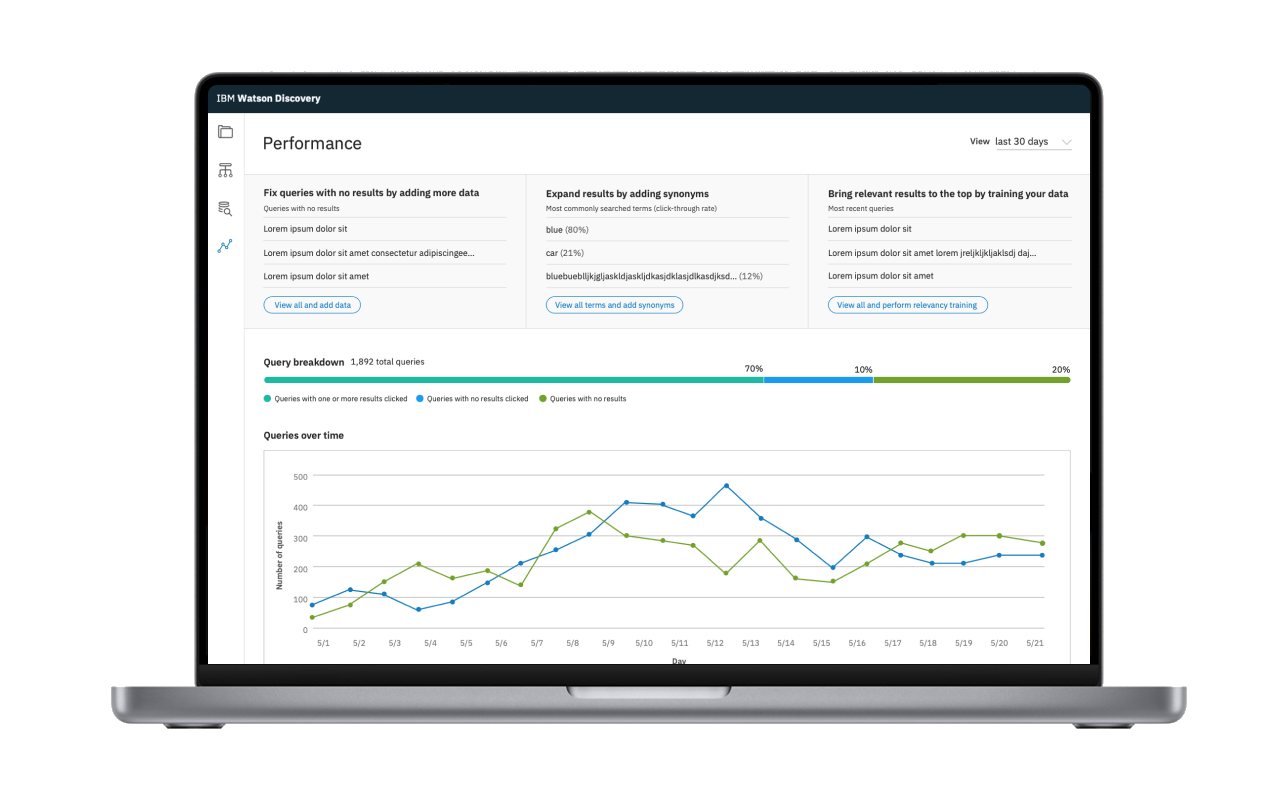 IBM Watson Discovery
Performance
View last 30 days
Fix queries with no results by adding more data
Queries with no results
Lorem ipsum dolor sit
Lorem ipsum dolor sit amet consectetur adipiscingee...
Lorem ipsum dolor sit amet
View all and add data
Expand results by adding synonyms
Most commonly searched terms (click-through rate)
blue (80%)
car (21%)
bluebueblljkjgljaskldjaskljdkasjdklasjdlkasdjksd... (12%)
View all terms and add synonyms
Bring relevant results to the top by training your data
Most recent queries
Lorem ipsum dolor sit
Lorem ipsum dolor sit amet lorem jreljkljkljaklsdj daj...
Lorem ipsum dolor sit amet
View all and perform relevancy training
Query breakdown 1,892 total queries
70% 10% 20%
Queries with one or more results clicked Queries with no results clicked Queries with no results
Queries over time
Number of queries
500
400
300
200
100
0
5/1 5/2 5/3 5/4 5/5 5/6 5/7 5/8 5/9 5/10 5/11 5/12 5/13 5/14 5/15 5/16 5/17 5/18 5/19 5/20 5/21
Day